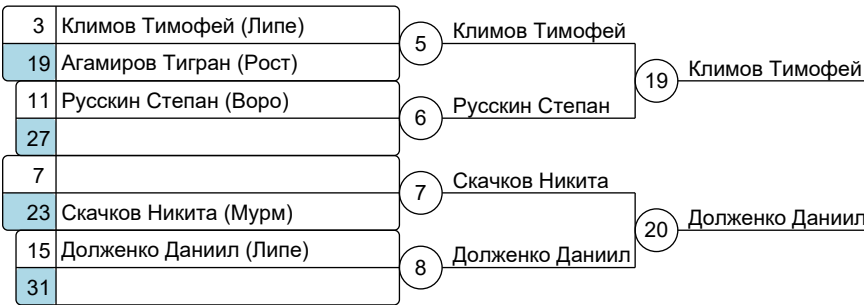 3 Климов Тимофей (Липе)
19 Агамиров Тигран (Рост)
5 Климов Тимофей
11 Русскин Степан (Воро)
27
6 Русскин Степан
19 Климов Тимофей
7
23 Скачков Никита (Мурм)
7 Скачков Никита
15 Долженко Даниил (Липе)
31
8 Долженко Даниил
20 Долженко Даниил